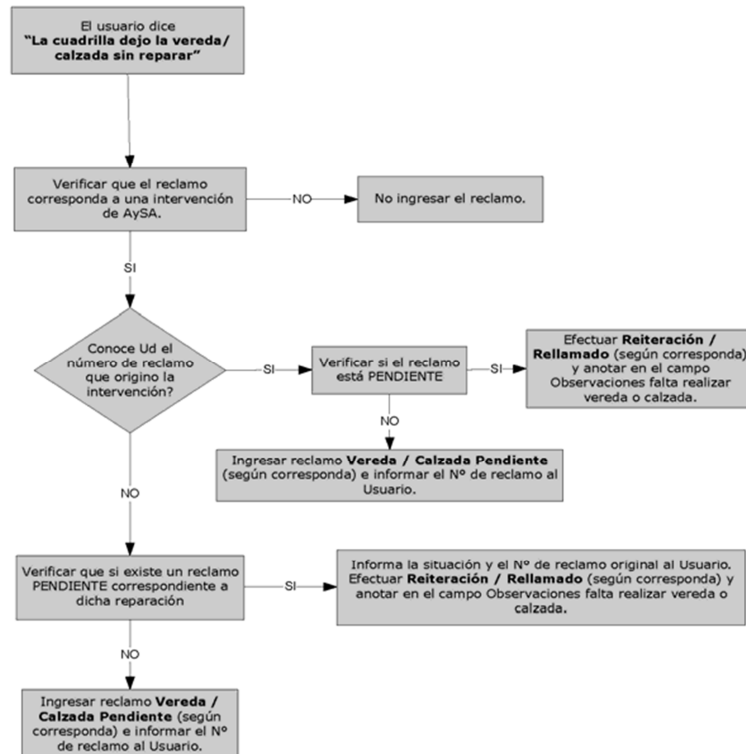 El usuario dice
“La cuadrilla dejo la vereda/
calzada sin reparar”
Verificar que el reclamo
corresponda a una intervención
de AySA.
NO
No ingresar el reclamo.
SI
Conoce Ud el
número de reclamo
que origino la
intervención?
SI
Verificar si el reclamo
está PENDIENTE
SI
Efectuar Reiteración /
Rellamado (según corresponda)
y anotar en el campo
Observaciones falta realizar
vereda o calzada.
NO
Ingresar reclamo Vereda / Calzada Pendiente
(según corresponda) e informar el Nº de reclamo al
Usuario.
NO
Verificar que si existe un reclamo
PENDIENTE correspondiente a
dicha reparación
SI
Informa la situación y el Nº de reclamo original al Usuario.
Efectuar Reiteración / Rellamado (según corresponda) y
anotar en el campo Observaciones falta realizar vereda o
calzada.
NO
Ingresar reclamo Vereda /
Calzada Pendiente (según
corresponda) e informar el Nº
de reclamo al Usuario.